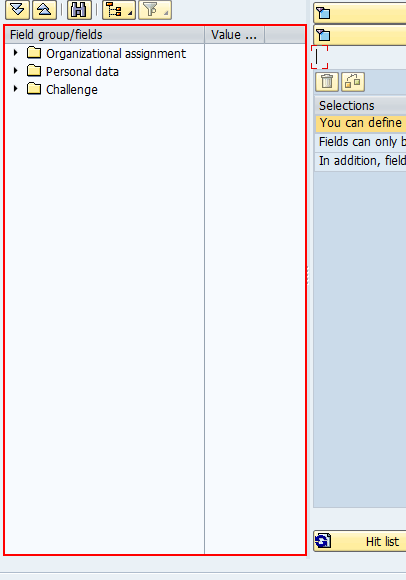 Field group/fields Value ...
Organizational assignment
Personal data
Challenge
Selections
You can define
Fields can only b
In addition, field
Hit list